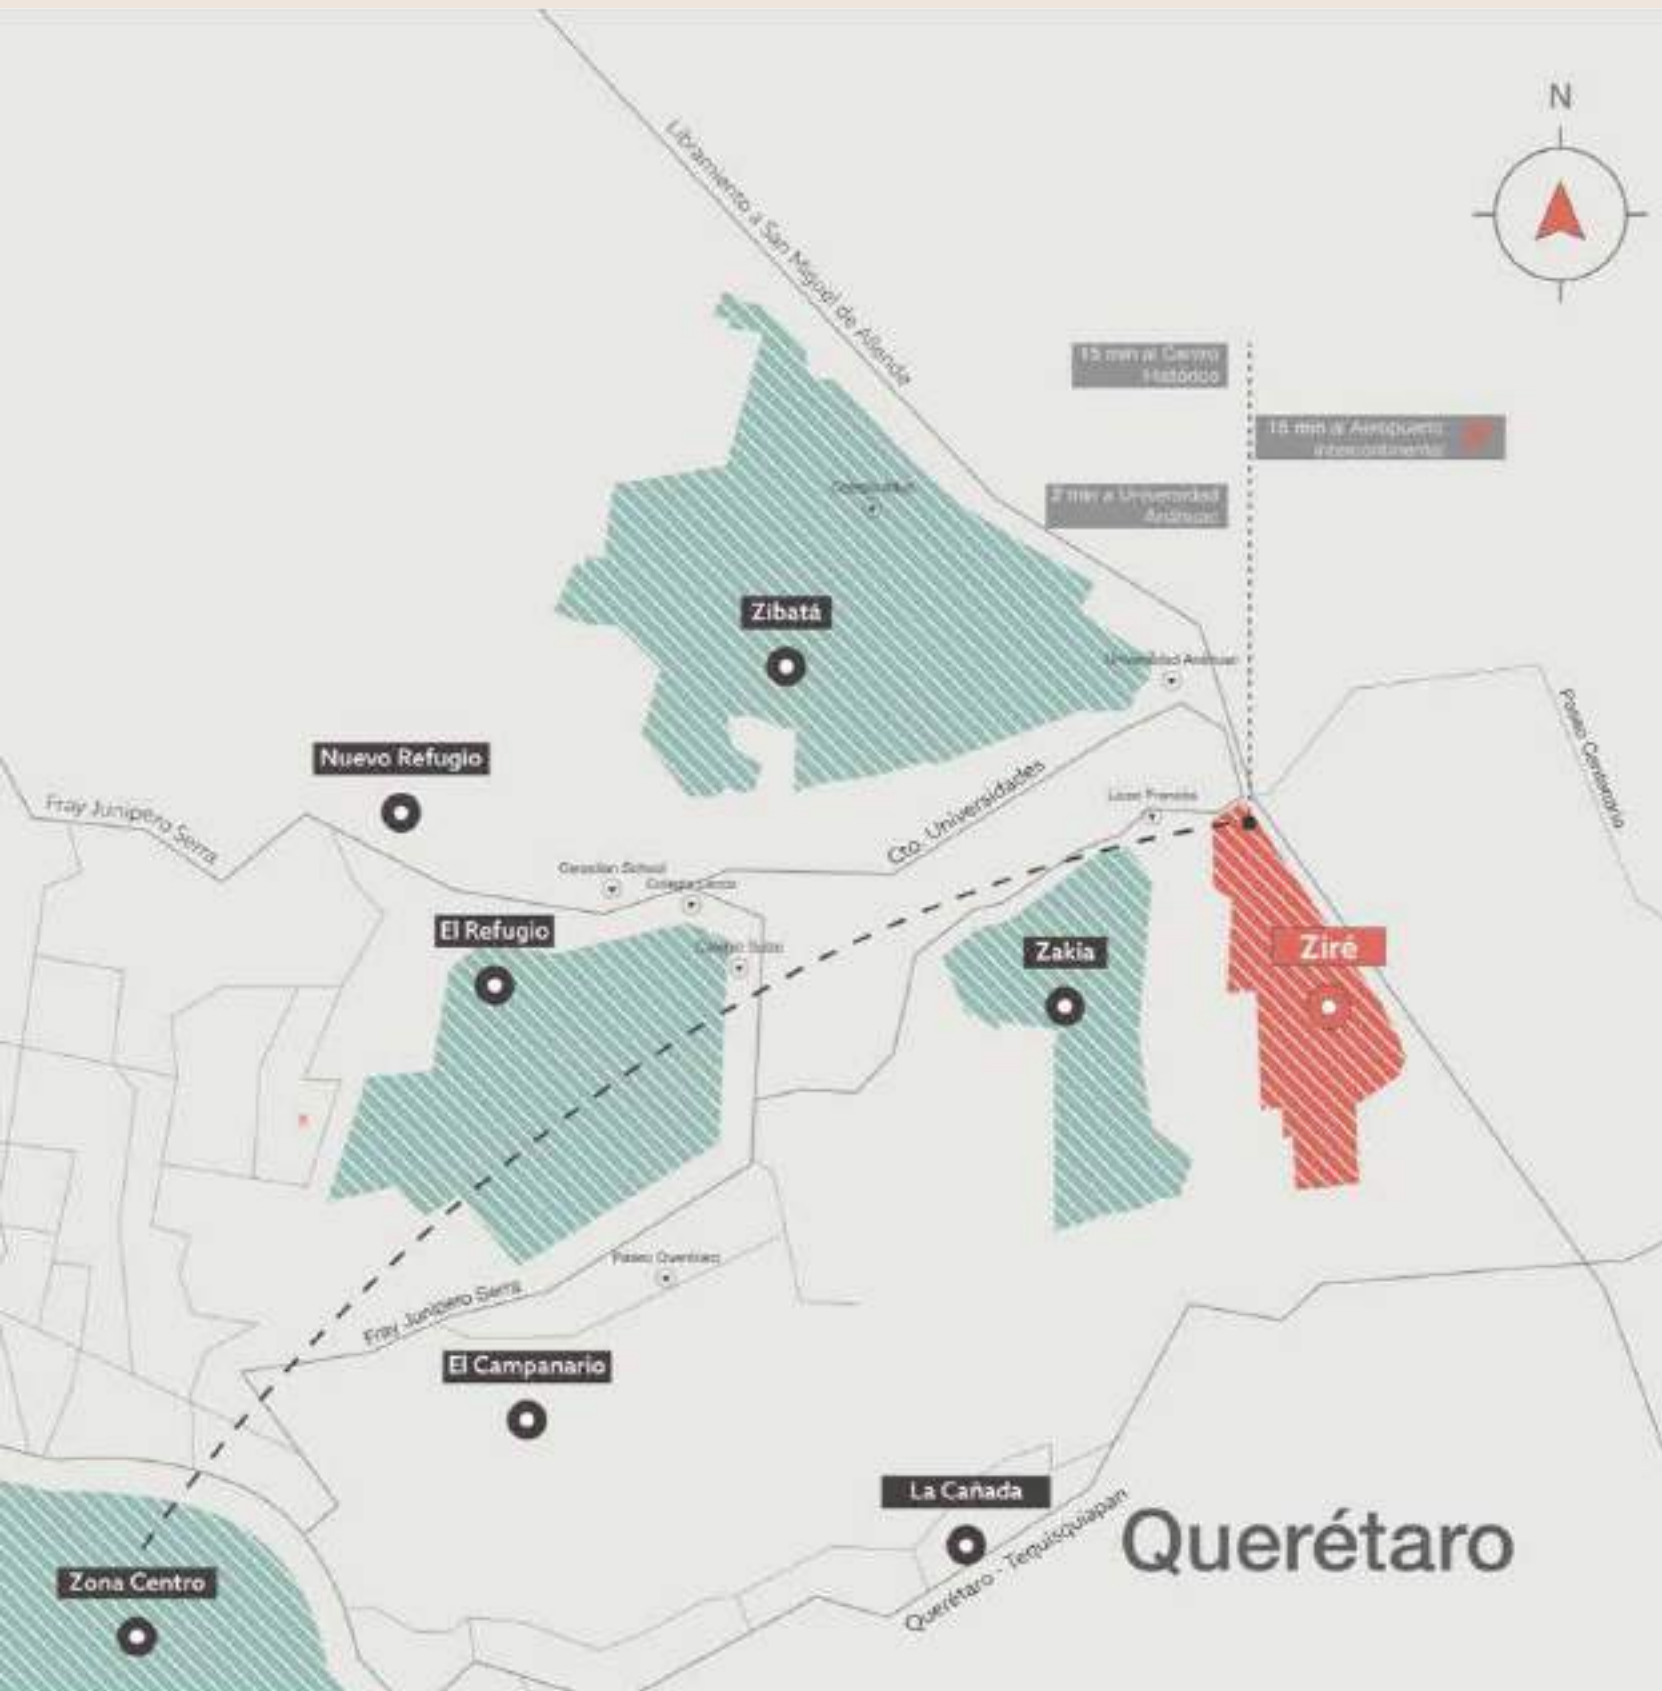 N
Libramiento a San Miguel de Allende
15 min al Centro
Histórico
15 min al Aeropuerto
Intercontinental
2 min a Universidad
Anáhuac
Zibatá
Universidad Anáhuac
Paseo Centenario
Nuevo Refugio
Fray Junípero Serra
Cto. Universidades
Liceo Francés
School
Colegio
El Refugio
Zakia
Ziré
Paseo Querétaro
Fray Junípero Serra
El Campanario
La Cañada
Querétaro - Tequisquiapan
Querétaro
Zona Centro